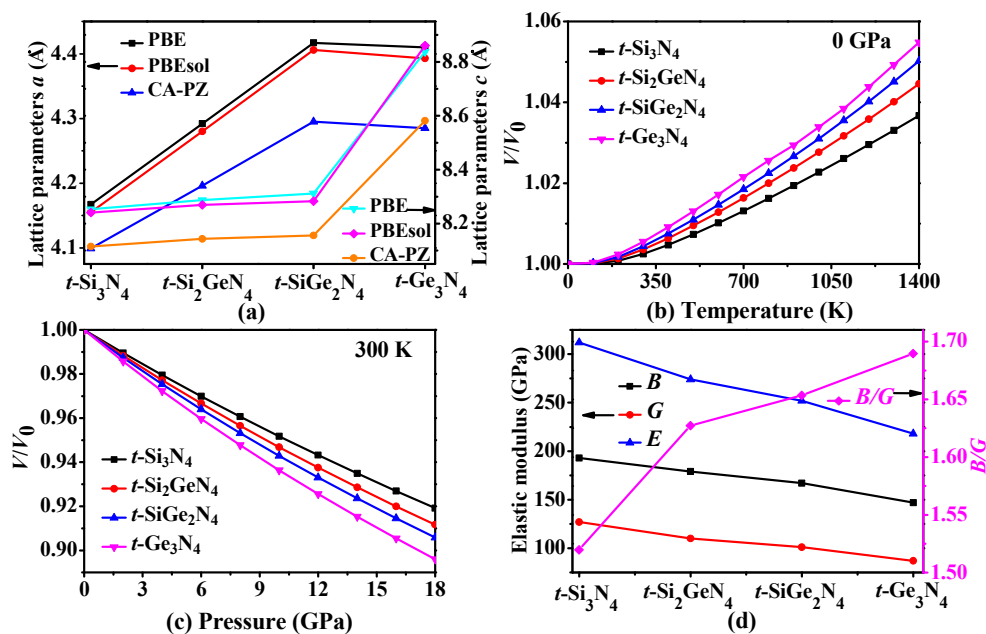 Lattice parameters a (Å)
4.4
4.3
4.2
4.1
PBE
PBEsol
CA-PZ
PBE
PBEsol
CA-PZ
8.8
8.6
8.4
8.2
Lattice parameters c (Å)
t-Si3N4
t-Si2GeN4
t-SiGe2N4
t-Ge3N4
(a)
V/V0
1.06
1.04
1.02
1.00
0 GPa
t-Si3N4
t-Si2GeN4
t-SiGe2N4
t-Ge3N4
0
350
700
1050
1400
(b) Temperature (K)
V/V0
1.00
0.98
0.96
0.94
0.92
0.90
300 K
t-Si3N4
t-Si2GeN4
t-SiGe2N4
t-Ge3N4
0
3
6
9
12
15
18
(c) Pressure (GPa)
Elastic modulus (GPa)
300
250
200
150
100
B
G
E
B/G
1.70
1.65
1.60
1.55
1.50
B/G
t-Si3N4
t-Si2GeN4
t-SiGe2N4
t-Ge3N4
(d)